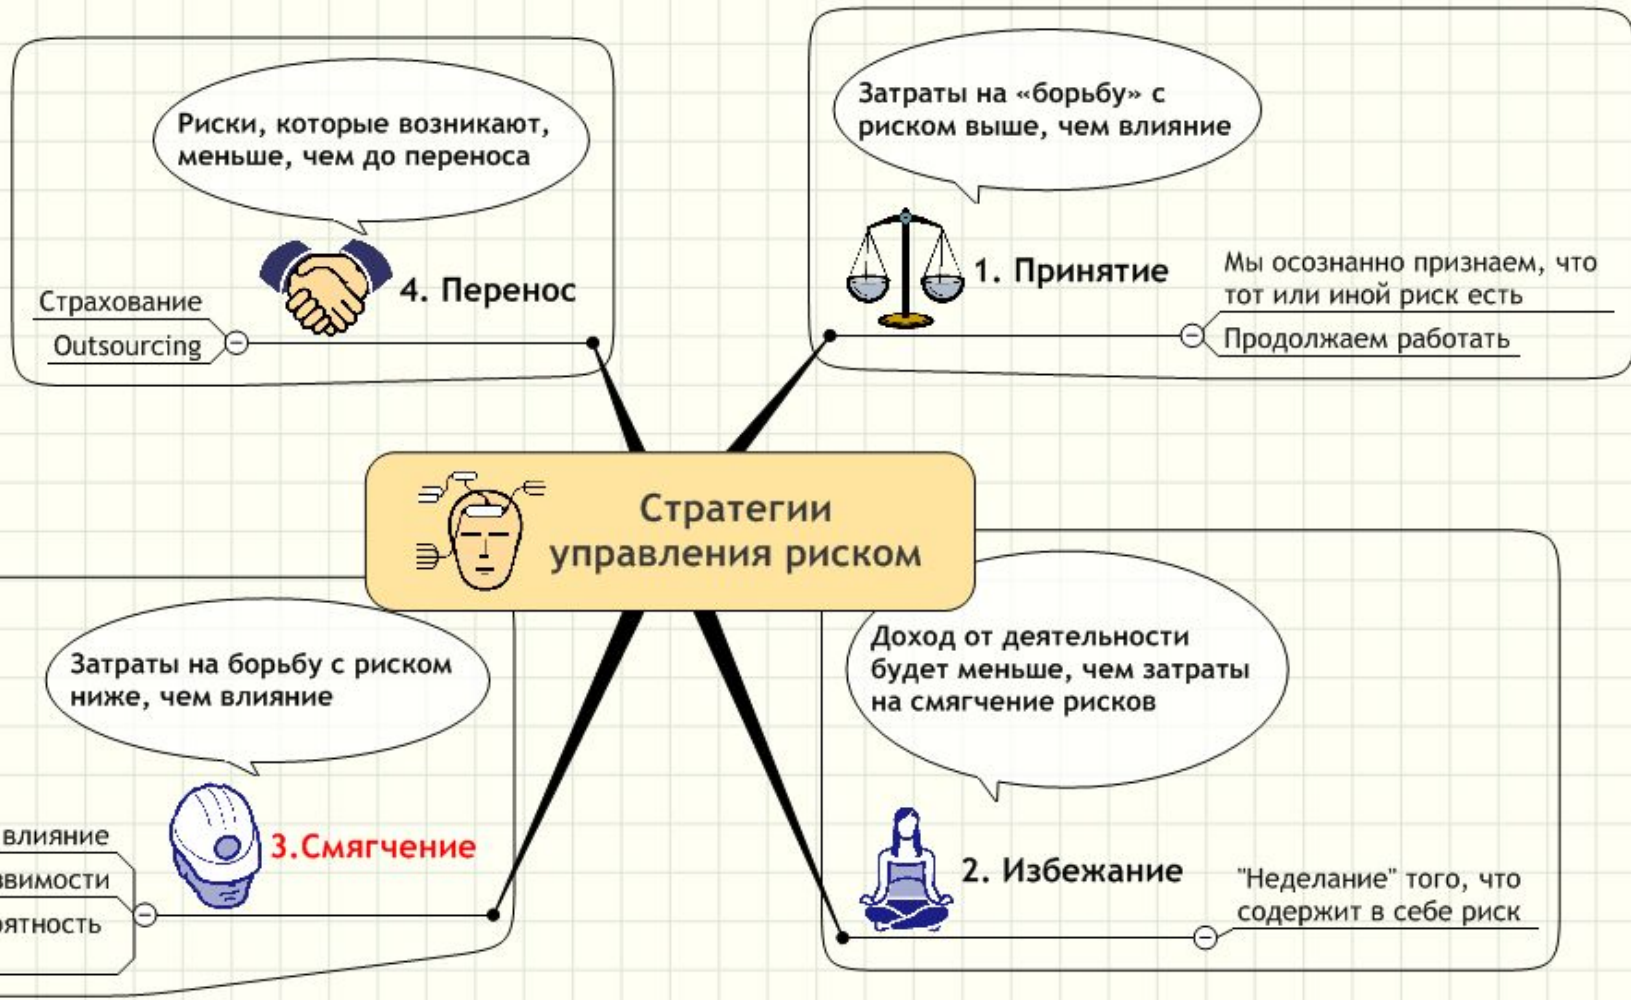 Затраты на «борьбу» с
риском выше, чем влияние
1. Принятие
Мы осознанно признаем, что
тот или иной риск есть
Продолжаем работать
Риски, которые возникают,
меньше, чем до переноса
4. Перенос
Страхование
Outsourcing
Стратегии
управления риском
Доход от деятельности
будет меньше, чем затраты
на смягчение рисков
2. Избежание
"Неделание" того, что
содержит в себе риск
Затраты на борьбу с риском
ниже, чем влияние
3.Смягчение
влияние